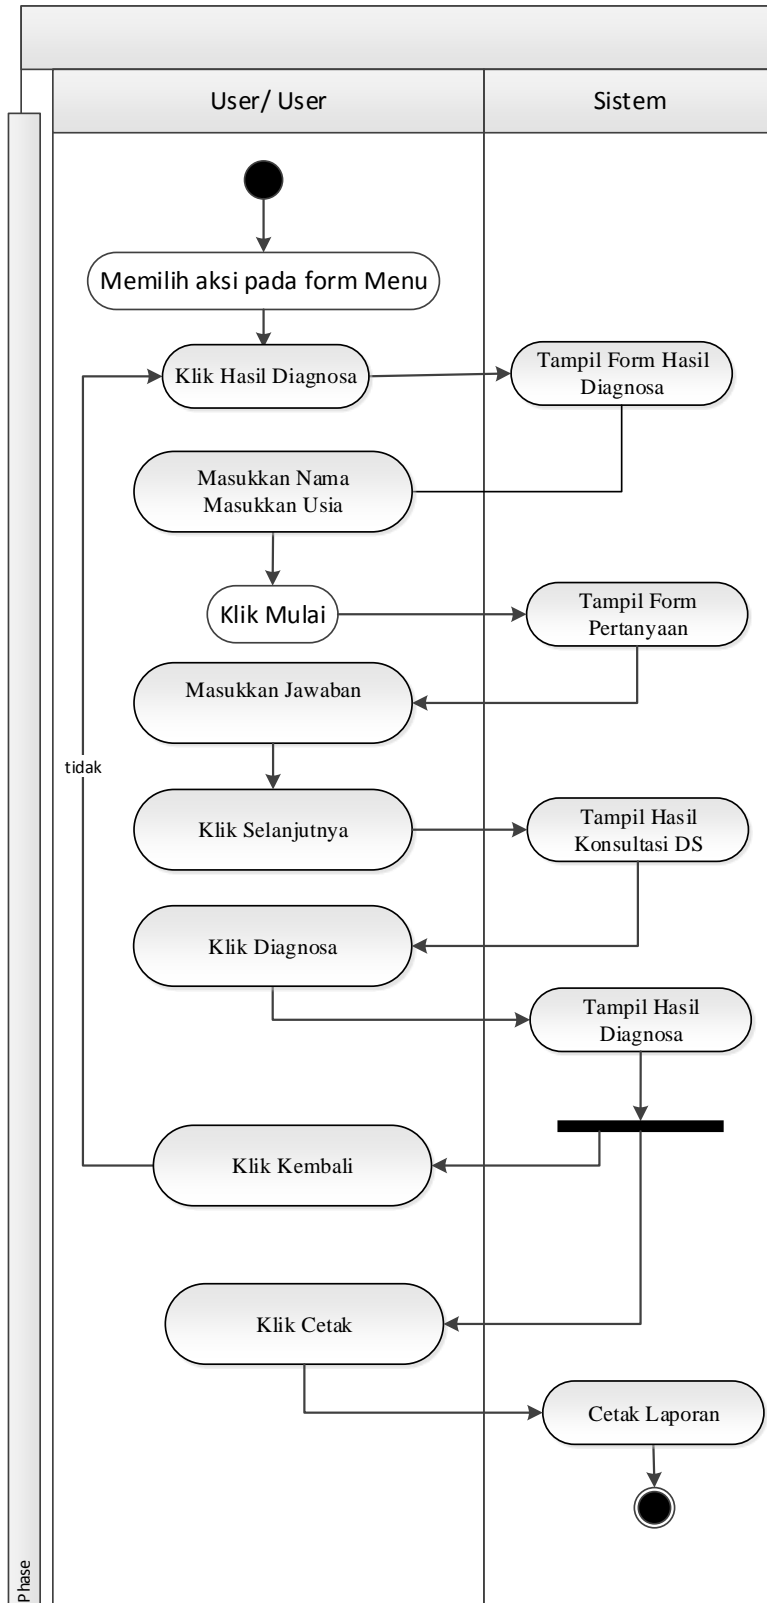 User/ User
Sistem
Memilih aksi pada form Menu
Klik Hasil Diagnosa
Tampil Form Hasil
Diagnosa
Masukkan Nama
Masukkan Usia
Klik Mulai
Tampil Form
Pertanyaan
Masukkan Jawaban
tidak
Klik Selanjutnya
Tampil Hasil
Konsultasi DS
Klik Diagnosa
Tampil Hasil
Diagnosa
Klik Kembali
Klik Cetak
Cetak Laporan
Phase